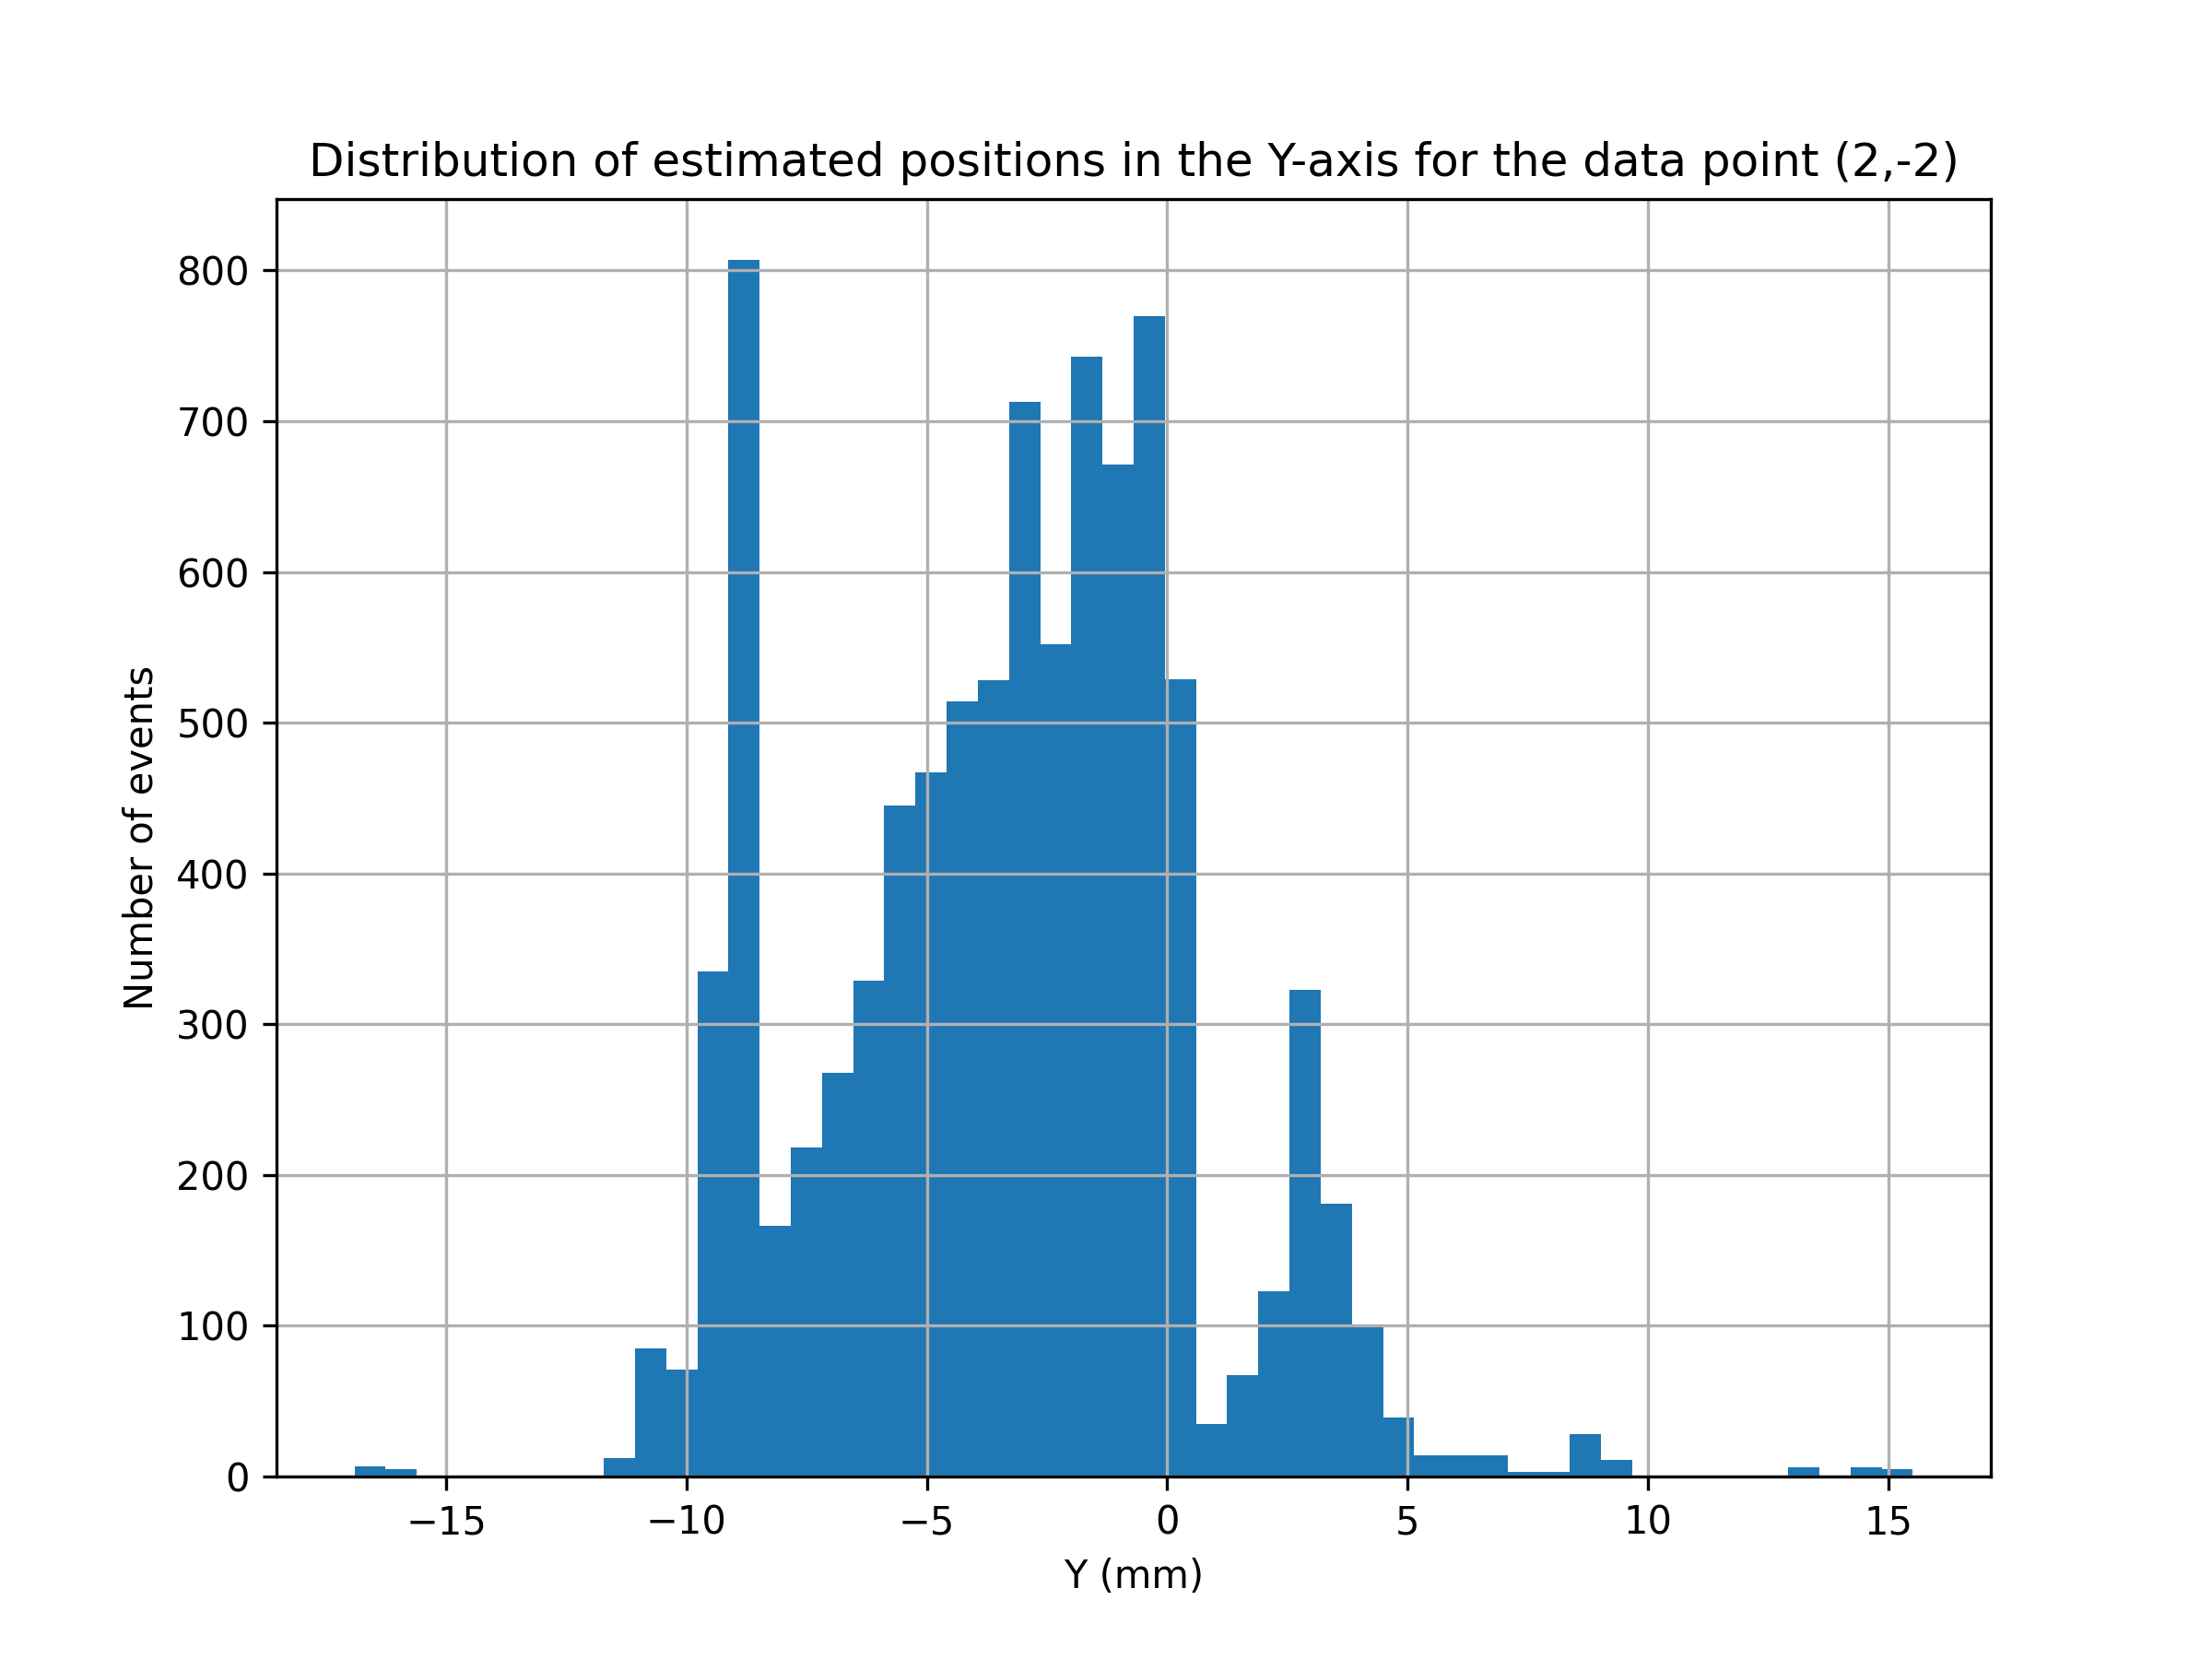 Distribution of estimated positions in the Y-axis for the data point (2,-2)
800
700
600
500
400
300
200
100
0
Number of events
−15 −10 −5 0 5 10 15
Y (mm)